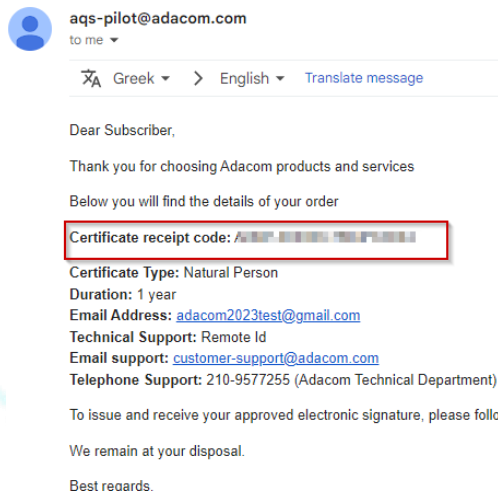 aqs-pilot@adacom.com
to me
Greek > English Translate message
Dear Subscriber,
Thank you for choosing Adacom products and services
Below you will find the details of your order
Certificate receipt code:
Certificate Type: Natural Person
Duration: 1 year
Email Address: adacom2023test@gmail.com
Technical Support: Remote Id
Email support: customer-support@adacom.com
Telephone Support: 210-9577255 (Adacom Technical Department)
To issue and receive your approved electronic signature, please
We remain at your disposal.
Best regards,